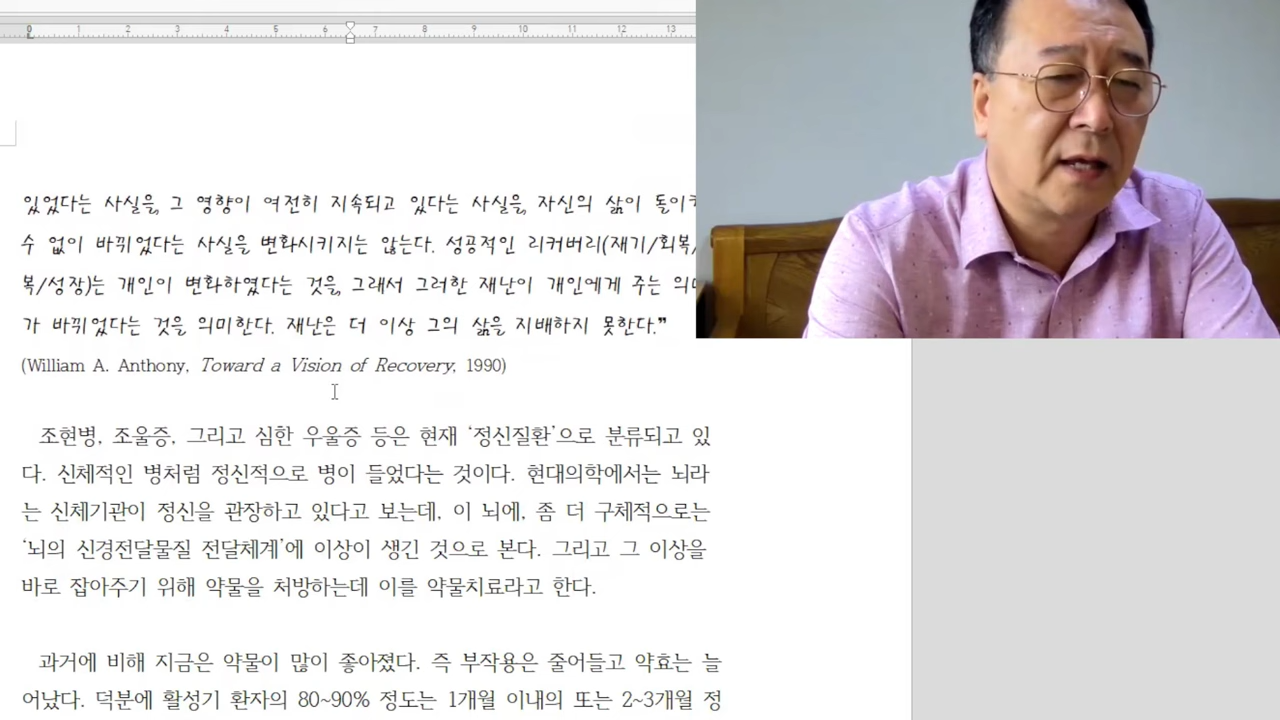 0 1 2 3 4 5 6 7 8 9 10 11 12 13
있었다는 사실을, 그 영향이 여전히 지속되고 있다는 사실을, 자신의 삶이
수 없이 바뀌었다는 사실을 변화시키지는 않는다. 성공적인 리커버리(재기/회복/
복/성장)는 개인이 변화하였다는 것을, 그래서 그러한 재난이 개인에게 주는
가 바뀌었다는 것을 의미한다. 재난은 더 이상 그의 삶을 지배하지 못한다.”
(William A. Anthony, Toward a Vision of Recovery, 1990)
조현병, 조울증, 그리고 심한 우울증 등은 현재 ‘정신질환’으로 분류되고 있
다. 신체적인 병처럼 정신적으로 병이 들었다는 것이다. 현대의학에서는 뇌라
는 신체기관이 정신을 관장하고 있다고 보는데, 이 뇌에, 좀 더 구체적으로는
‘뇌의 신경전달물질 전달체계’에 이상이 생긴 것으로 본다. 그리고 그 이상을
바로 잡아주기 위해 약물을 처방하는데 이를 약물치료라고 한다.
과거에 비해 지금은 약물이 많이 좋아졌다. 즉 부작용은 줄어들고 약효는 늘
어났다. 덕분에 활성기 환자의 80~90% 정도는 1개월 이내의 또는 2~3개월 정